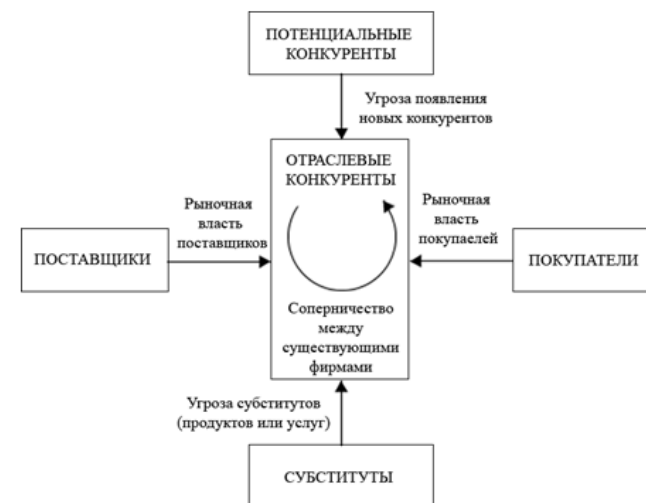 ПОТЕНЦИАЛЬНЫЕ
КОНКУРЕНТЫ
Угроза появления
новых конкурентов
ОТРАСЛЕВЫЕ
КОНКУРЕНТЫ
Рыночная
власть
поставщиков
Рыночная
власть
покупаелей
ПОСТАВЩИКИ
ПОКУПАТЕЛИ
Соперничество
между
существующими
фирмами
Угроза субститутов
(продуктов или услуг)
СУБСТИТУТЫ